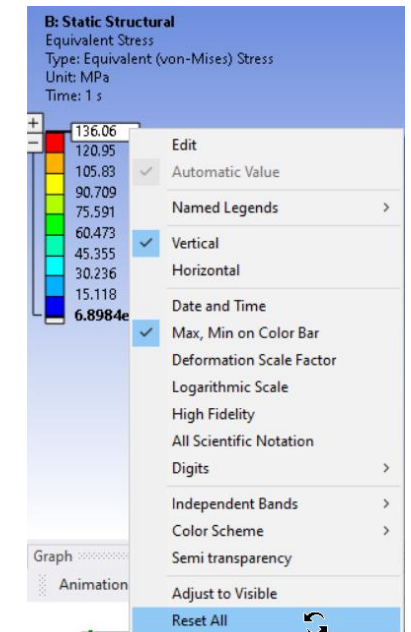 B: Static Structural
Equivalent Stress
Type: Equivalent (von-Mises) Stress
Unit: MPa
Time: 1 s
136.06
120.95
105.83
90.709
75.591
60.473
45.355
30.236
15.118
6.8984e
Edit
Automatic Value
Named Legends
Vertical
Horizontal
Date and Time
Max, Min on Color Bar
Deformation Scale Factor
Logarithmic Scale
High Fidelity
All Scientific Notation
Digits
Independent Bands
Color Scheme
Semi transparency
Adjust to Visible
Reset All
Graph
Animation